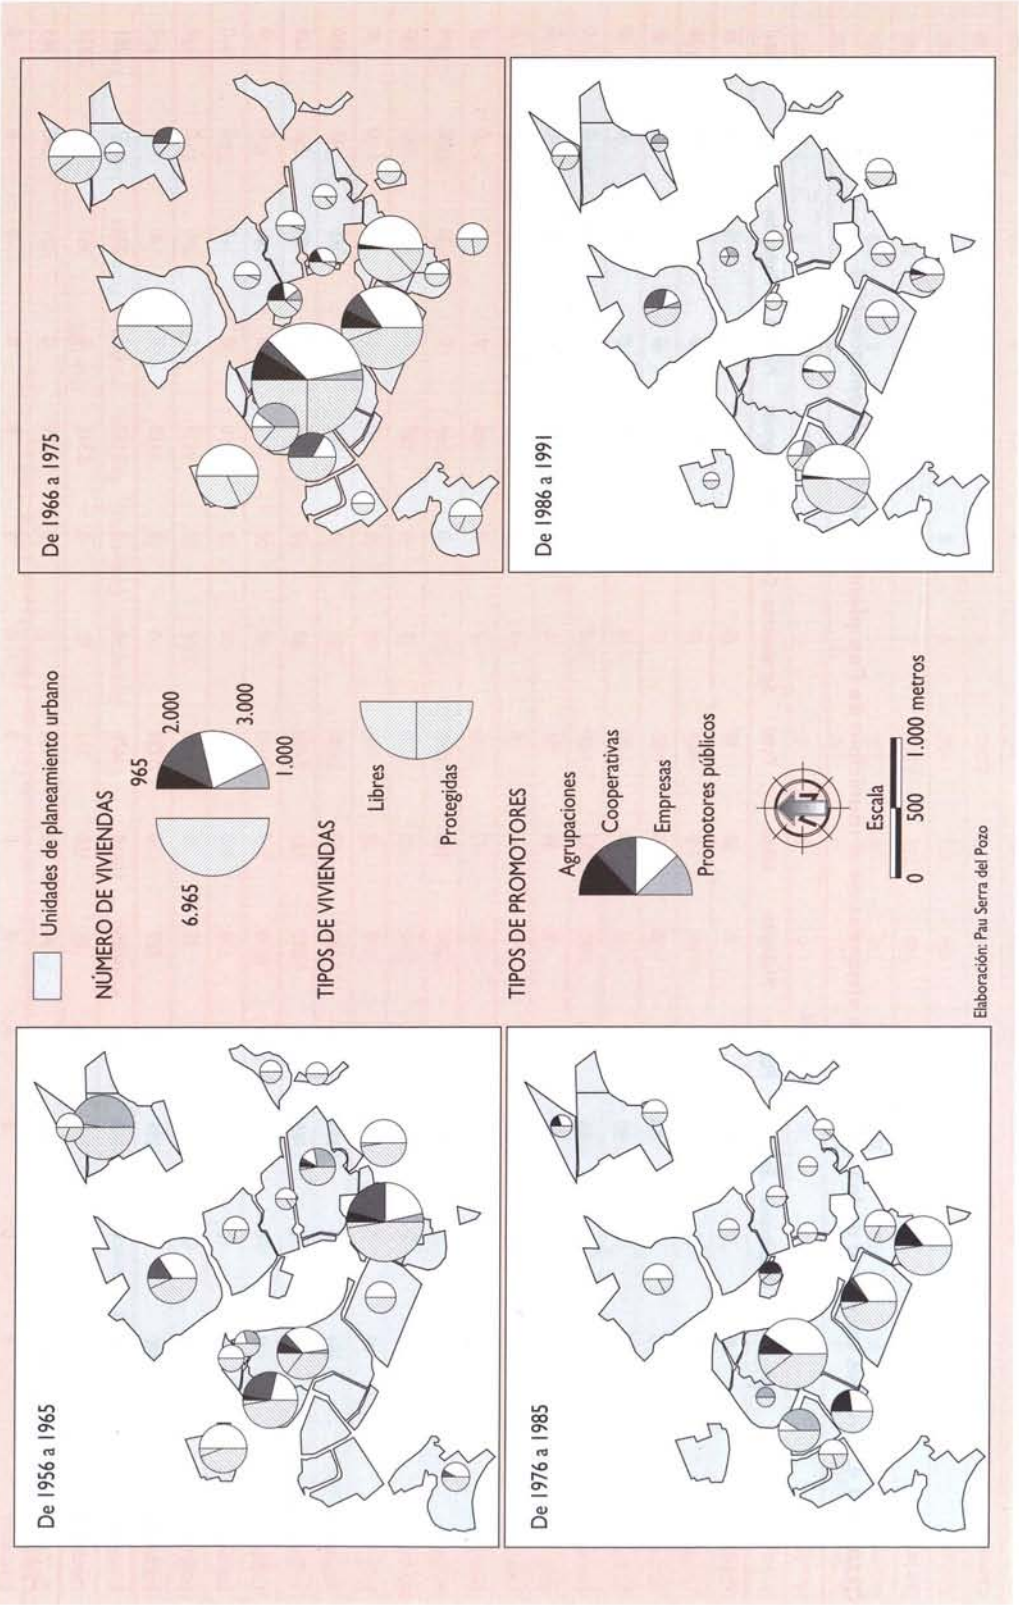 De 1956 a 1965
De 1976 a 1985
Unidades de planeamiento urbano
NÚMERO DE VIVIENDAS
6.965
965
2.000
3.000
1.000
TIPOS DE VIVIENDAS
Libres
Protegidas
TIPOS DE PROMOTORES
Agrupaciones
Cooperativas
Empresas
Promotores públicos
Escala
0 500 1.000 metros
Elaboración: Pau Serra del Pozo
De 1966 a 1975
De 1986 a 1991